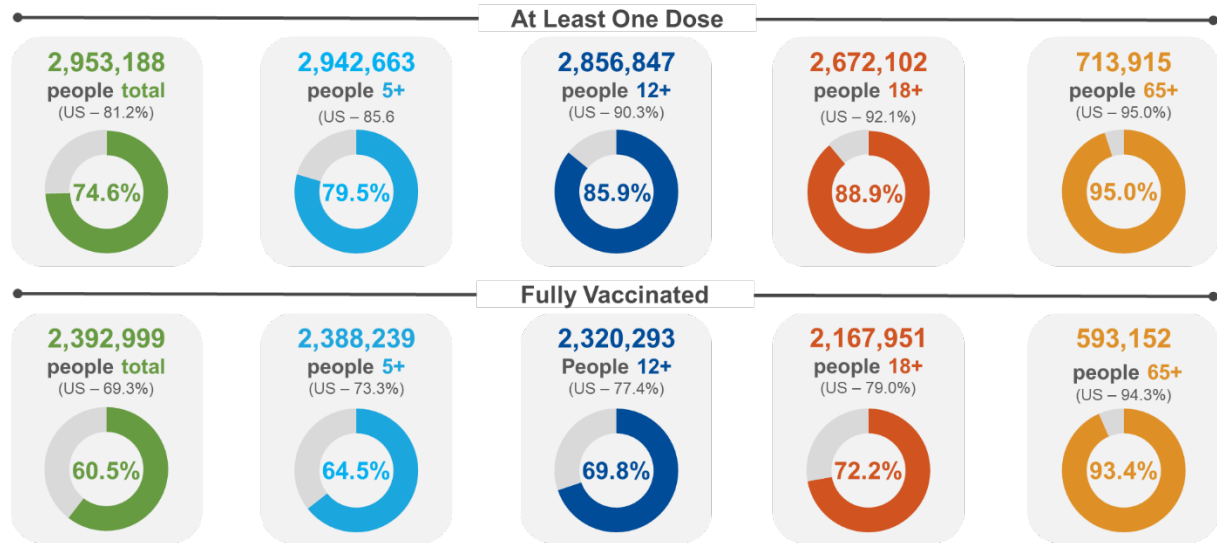 At Least One Dose
2,953,188
people total
(US – 81.2%)
74.6%
2,942,663
people 5+
(US – 85.6
79.5%
2,856,847
people 12+
(US – 90.3%)
85.9%
2,672,102
people 18+
(US – 92.1%)
88.9%
713,915
people 65+
(US – 95.0%)
95.0%
Fully Vaccinated
2,392,999
people total
(US – 69.3%)
60.5%
2,388,239
people 5+
(US – 73.3%)
64.5%
2,320,293
People 12+
(US – 77.4%)
69.8%
2,167,951
people 18+
(US – 79.0%)
72.2%
593,152
people 65+
(US – 94.3%)
93.4%